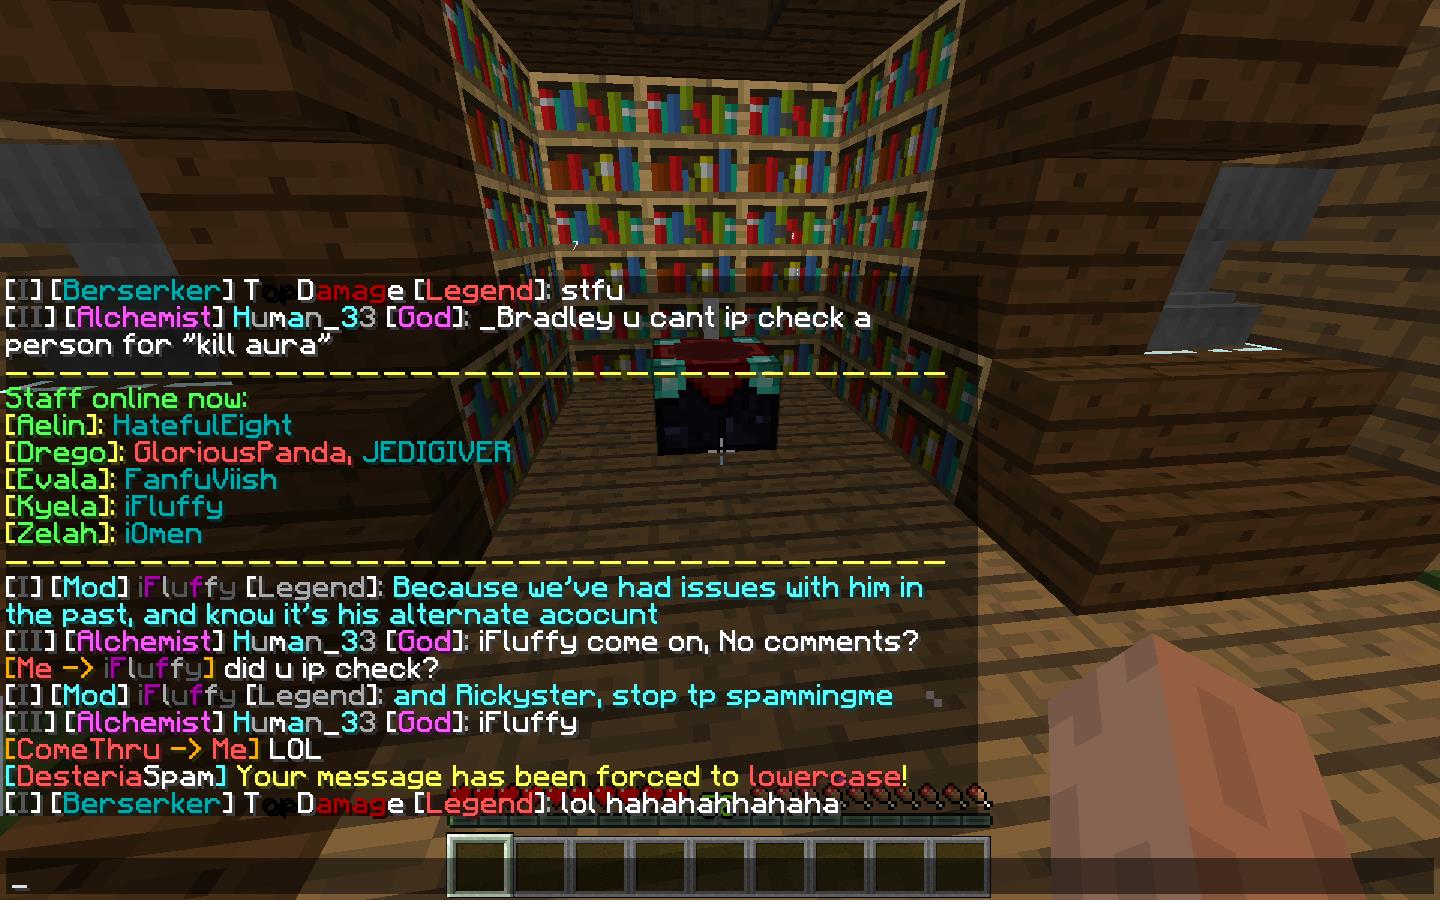 [I] [Berserker] TopDamage [Legend]: stfu
[II] [Alchemist] Human_33 [God]: _Bradley u cant ip check a
person for "kill aura"
Staff online now:
[Aelin]: HatefulEight
[Drego]: GloriousPanda, JEDIGIVER
[Evala]: FanfuViish
[Kyela]: iFluffy
[Zelah]: iOmen
[I] [Mod] iFluffy [Legend]: Because we've had issues with him in
the past, and know it's his alternate acocunt
[II] [Alchemist] Human_33 [God]: iFluffy come on, No comments?
[Me -> iFluffy] did u ip check?
[I] [Mod] iFluffy [Legend]: and Rickyster, stop tp spammingme
[II] [Alchemist] Human_33 [God]: iFluffy
[ComeThru -> Me] LOL
[DesteriaSpam] Your message has been forced to lowercase!
[I] [Berserker] TopDamage [Legend]: lol hahahahhahaha